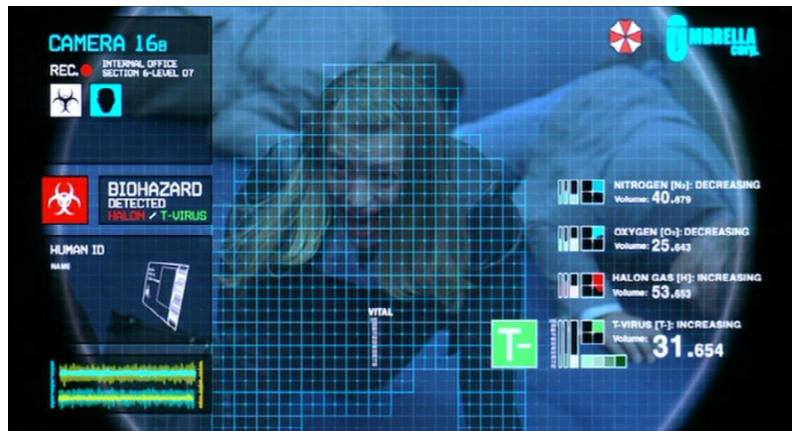 CAMERA 16B
REC.
INTERNAL OFFICE
SECTION 6-LEVEL 07
UMBRELLA
corp.
BIOHAZARD
DETECTED
HALON / T-VIRUS
HUMAN ID
NAME
VITAL
NITROGEN [N₂]: DECREASING
Volume: 40.879
OXYGEN [O₂]: DECREASING
Volume: 25.643
HALON GAS [H]: INCREASING
Volume: 53.653
T-
T-VIRUS [T-]: INCREASING
Volume: 31.654